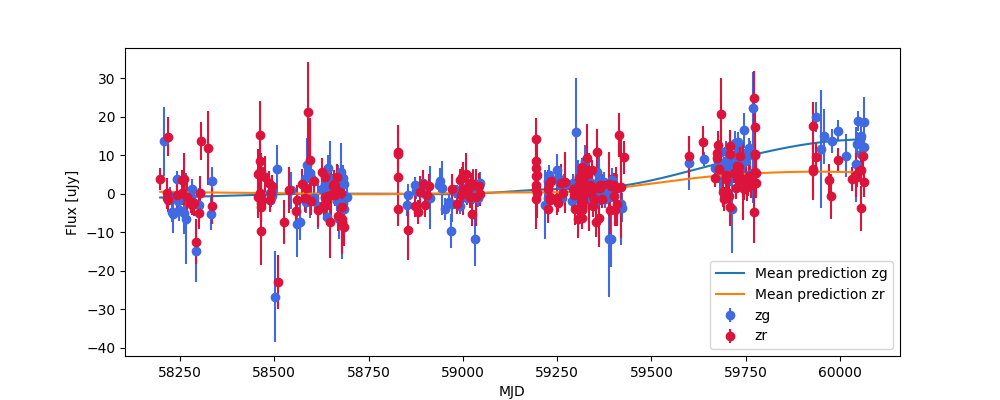 30
20
10
0
−10
−20
−30
−40
Flux [uJy]
58250 58500 58750 59000 59250 59500 59750 60000
MJD
Mean prediction zg
Mean prediction zr
zg
zr